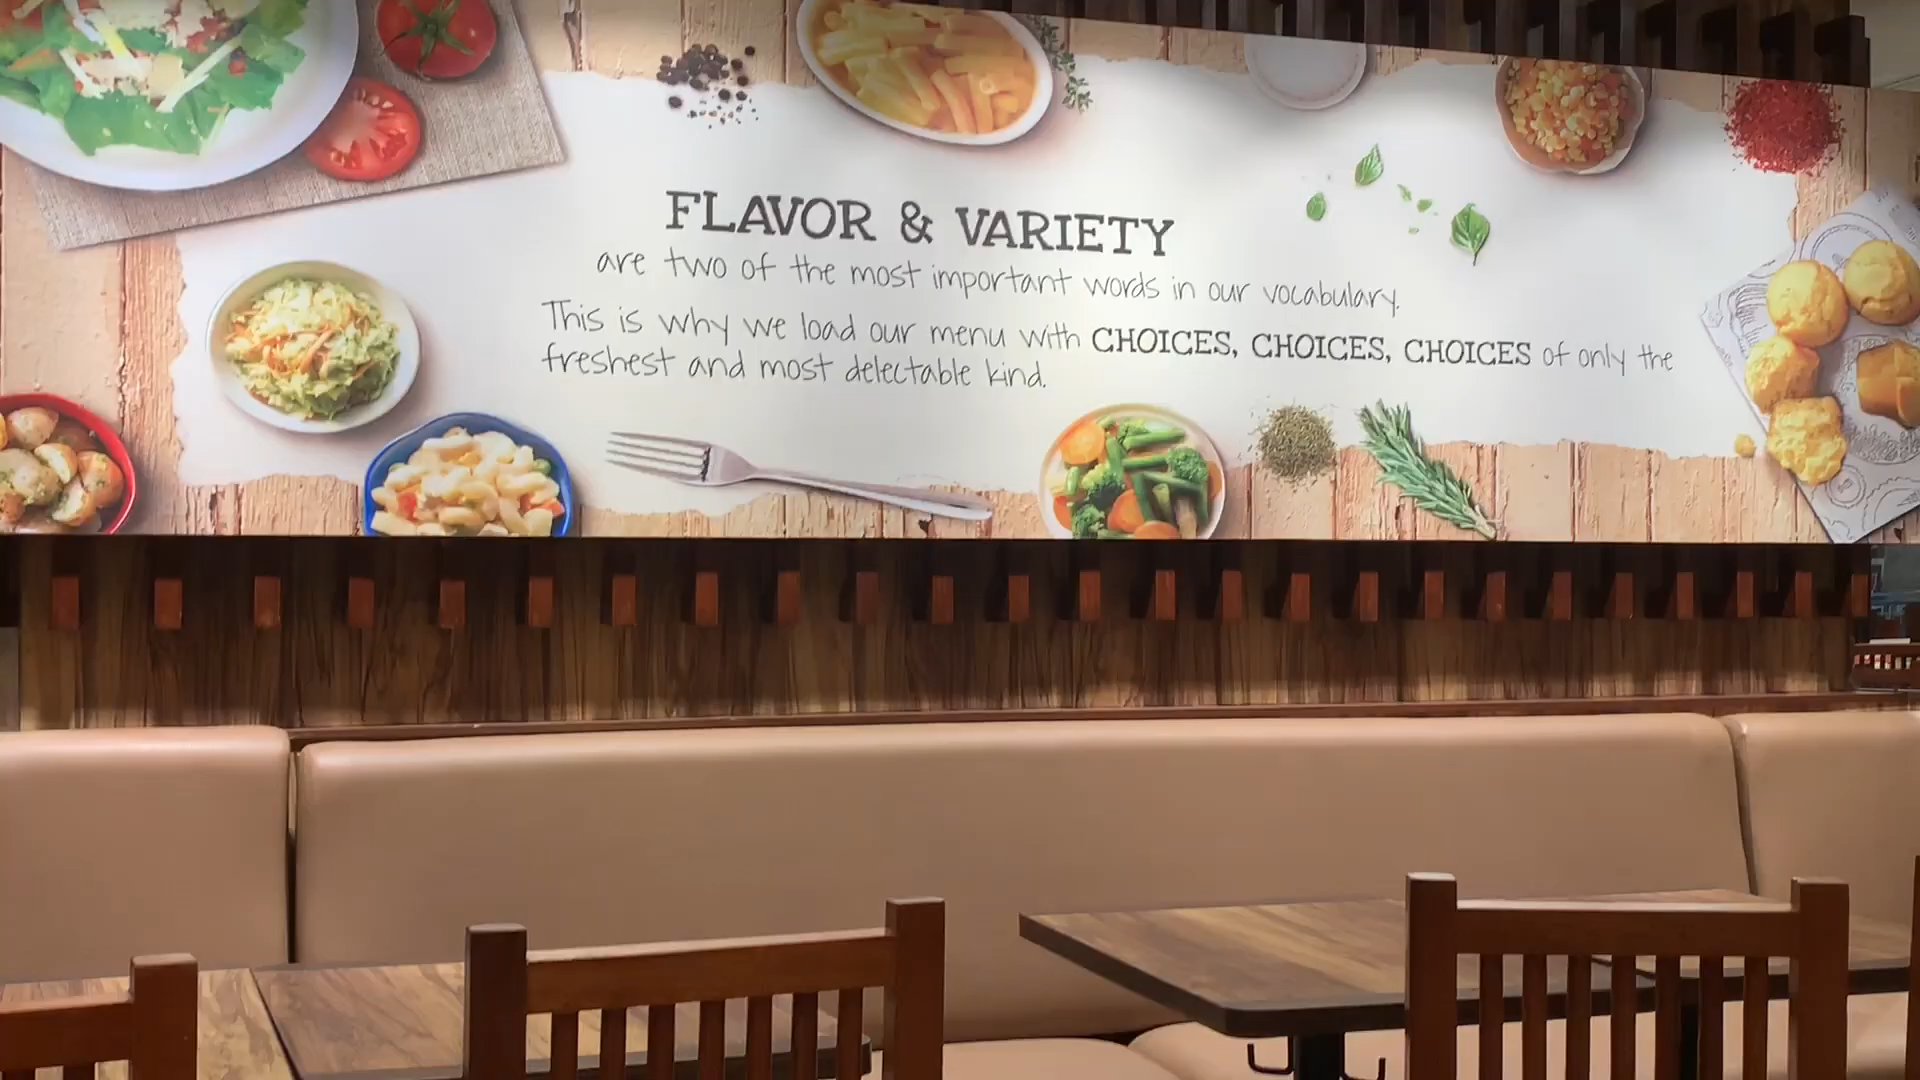 FLAVOR & VARIETY
are two of the most important words in our vocabulary.
This is why we load our menu with CHOICES, CHOICES, CHOICES of only the
freshest and most delectable kind.